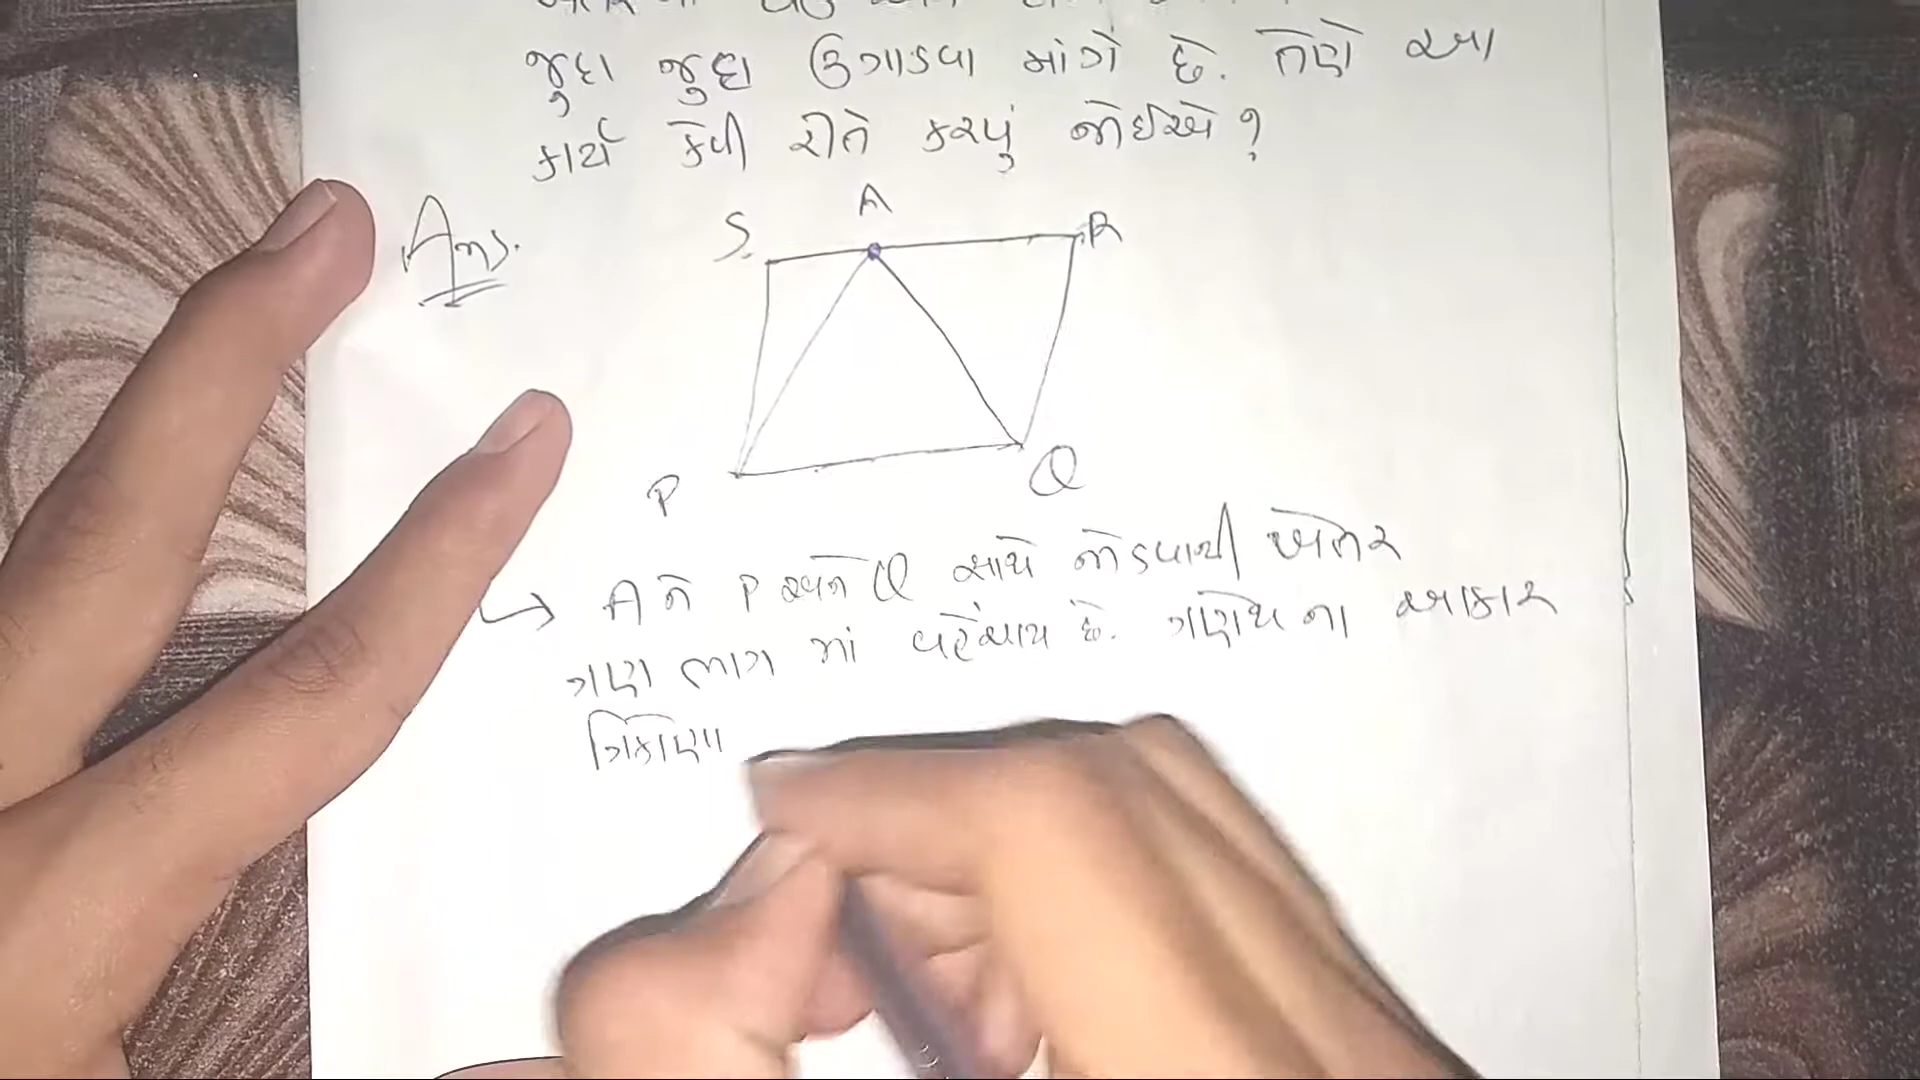 જુદા જુદા ઉગાડવા માંગે છે. તેણે આ
કાર્ય કેવી રીતે કરવું જોઈએ ?
Ans.
S A R
P Q
→ A ને P અને Q સાથે જોડવાથી ખેતર
ત્રણ ભાગ માં વહેંચાય છે. ત્રણેય ના આકાર
ત્રિકોણા